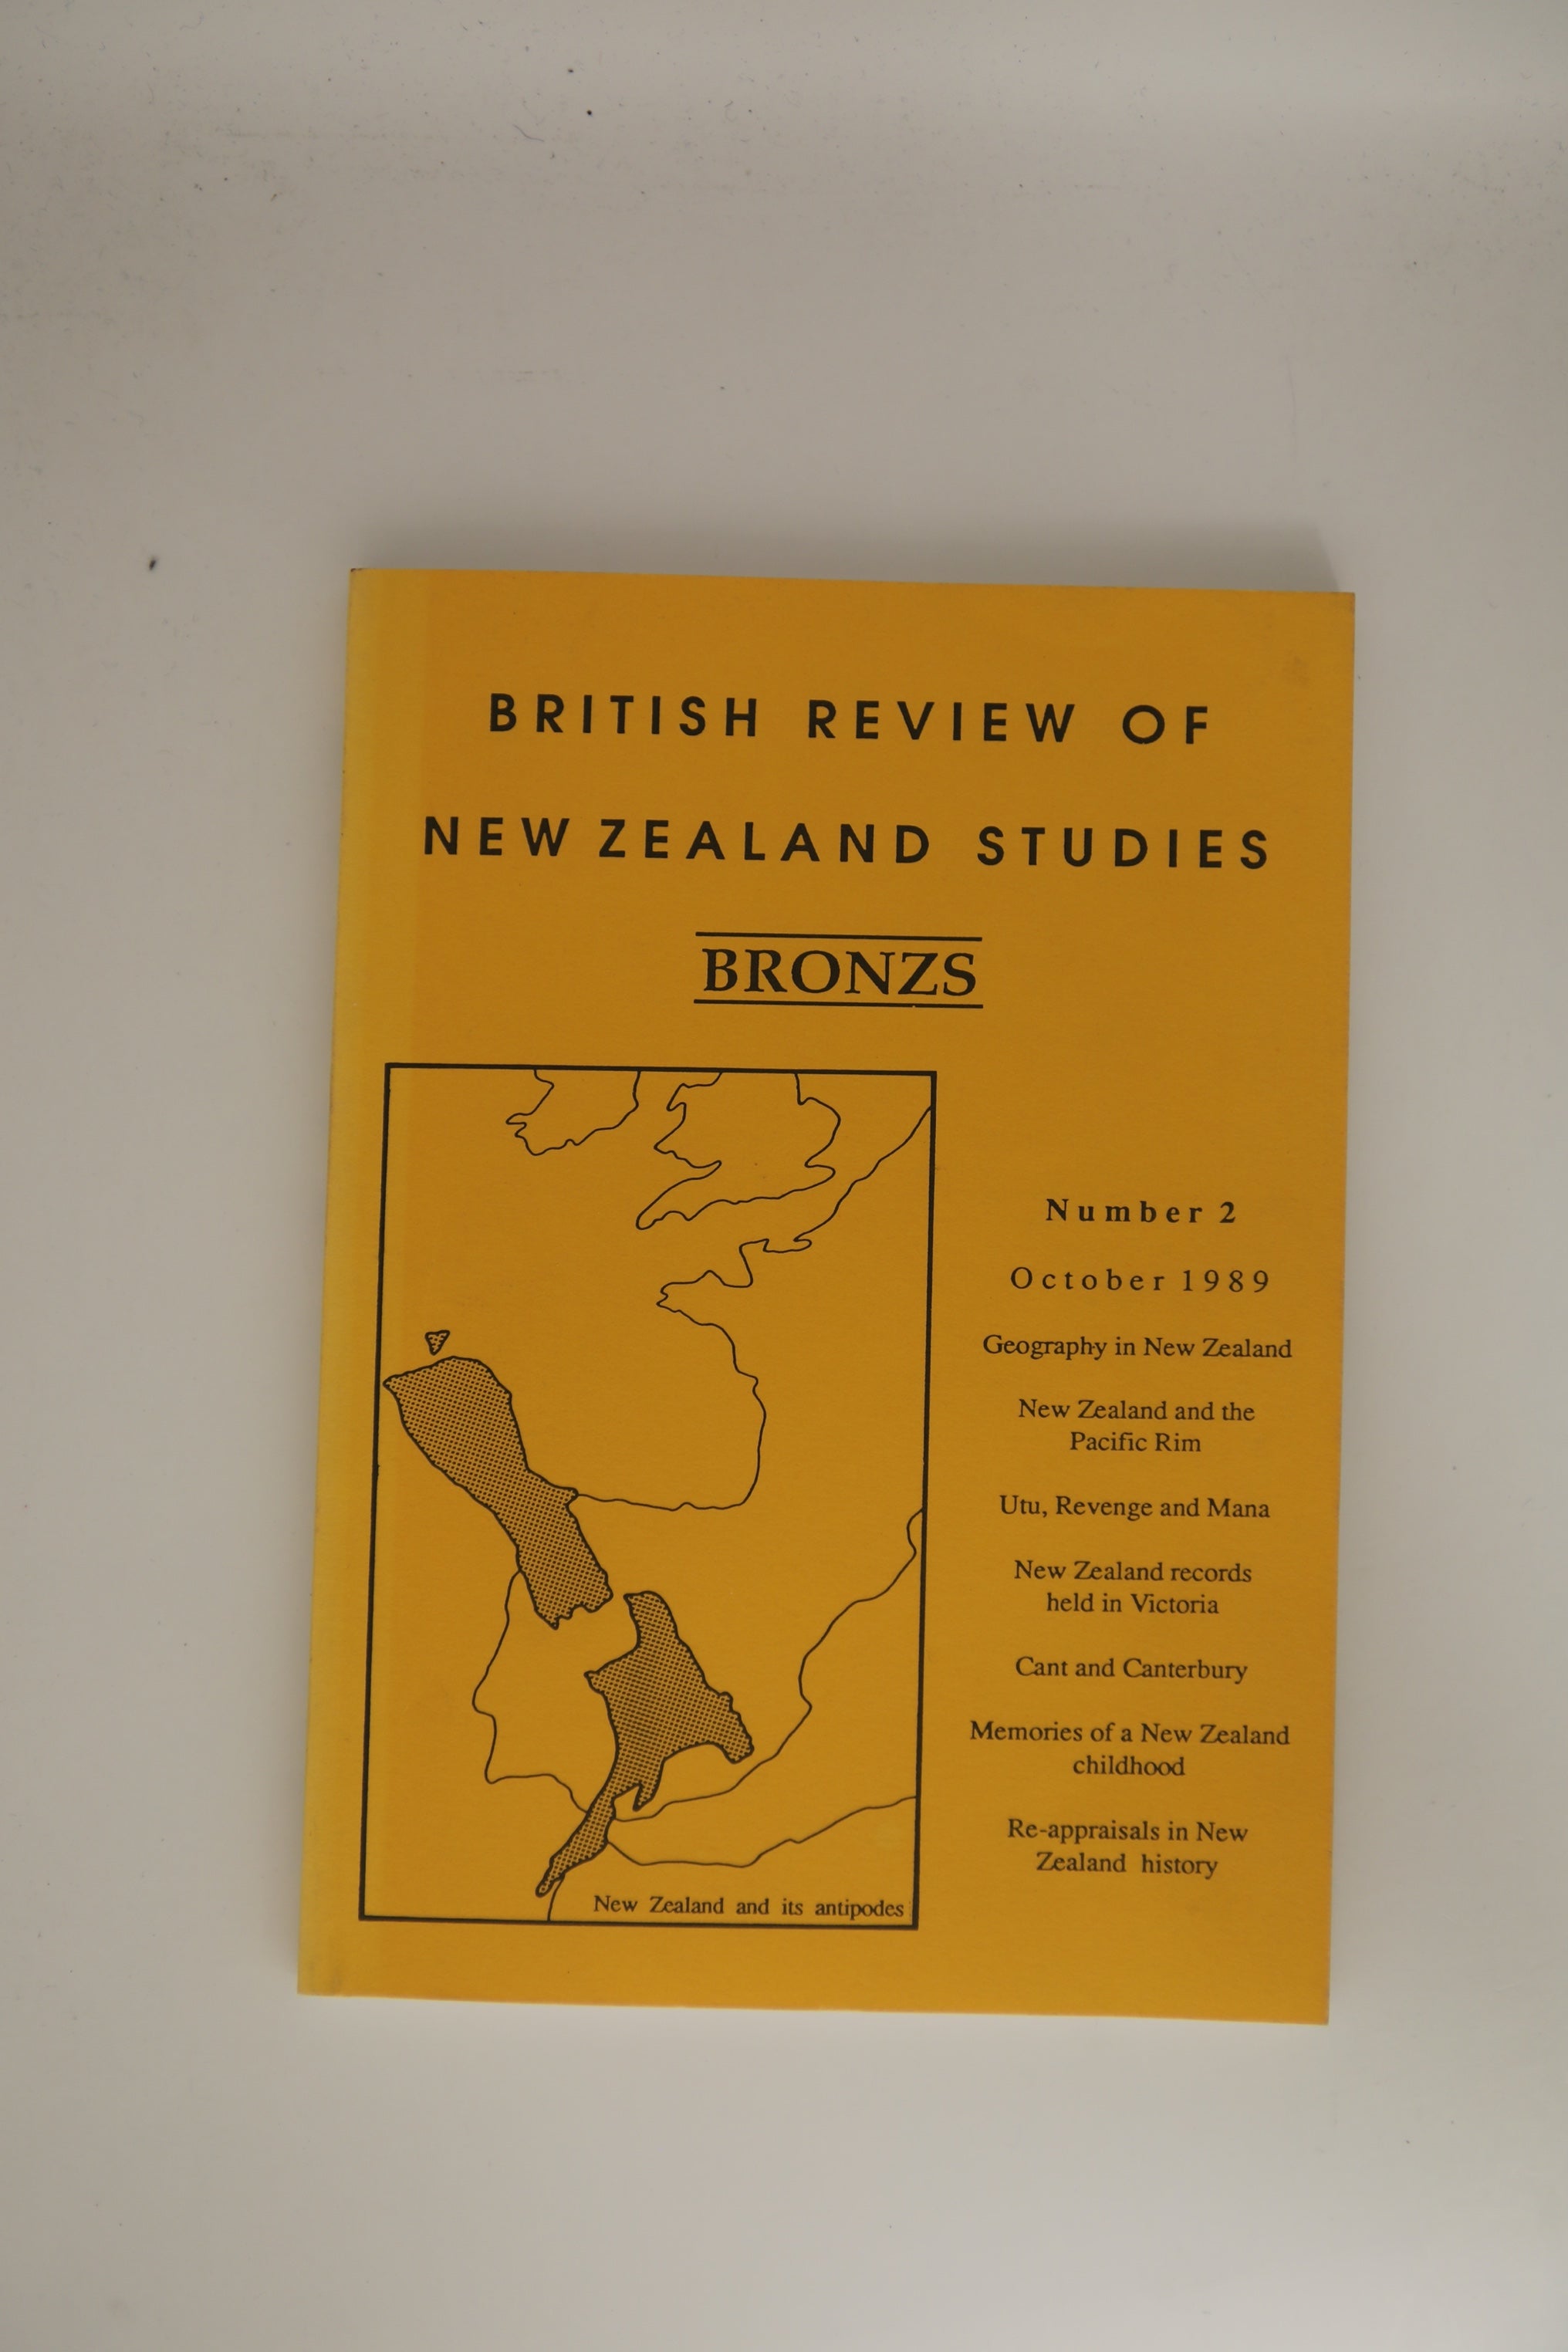 BRITISH REVIEW OF
NEW ZEALAND STUDIES
BRONZS
Number 2
October 1989
Geography in New Zealand
New Zealand and the
Pacific Rim
Utu, Revenge and Mana
New Zealand records
held in Victoria
Cant and Canterbury
Memories of a New Zealand
childhood
Re-appraisals in New
Zealand history
New Zealand and its antipodes